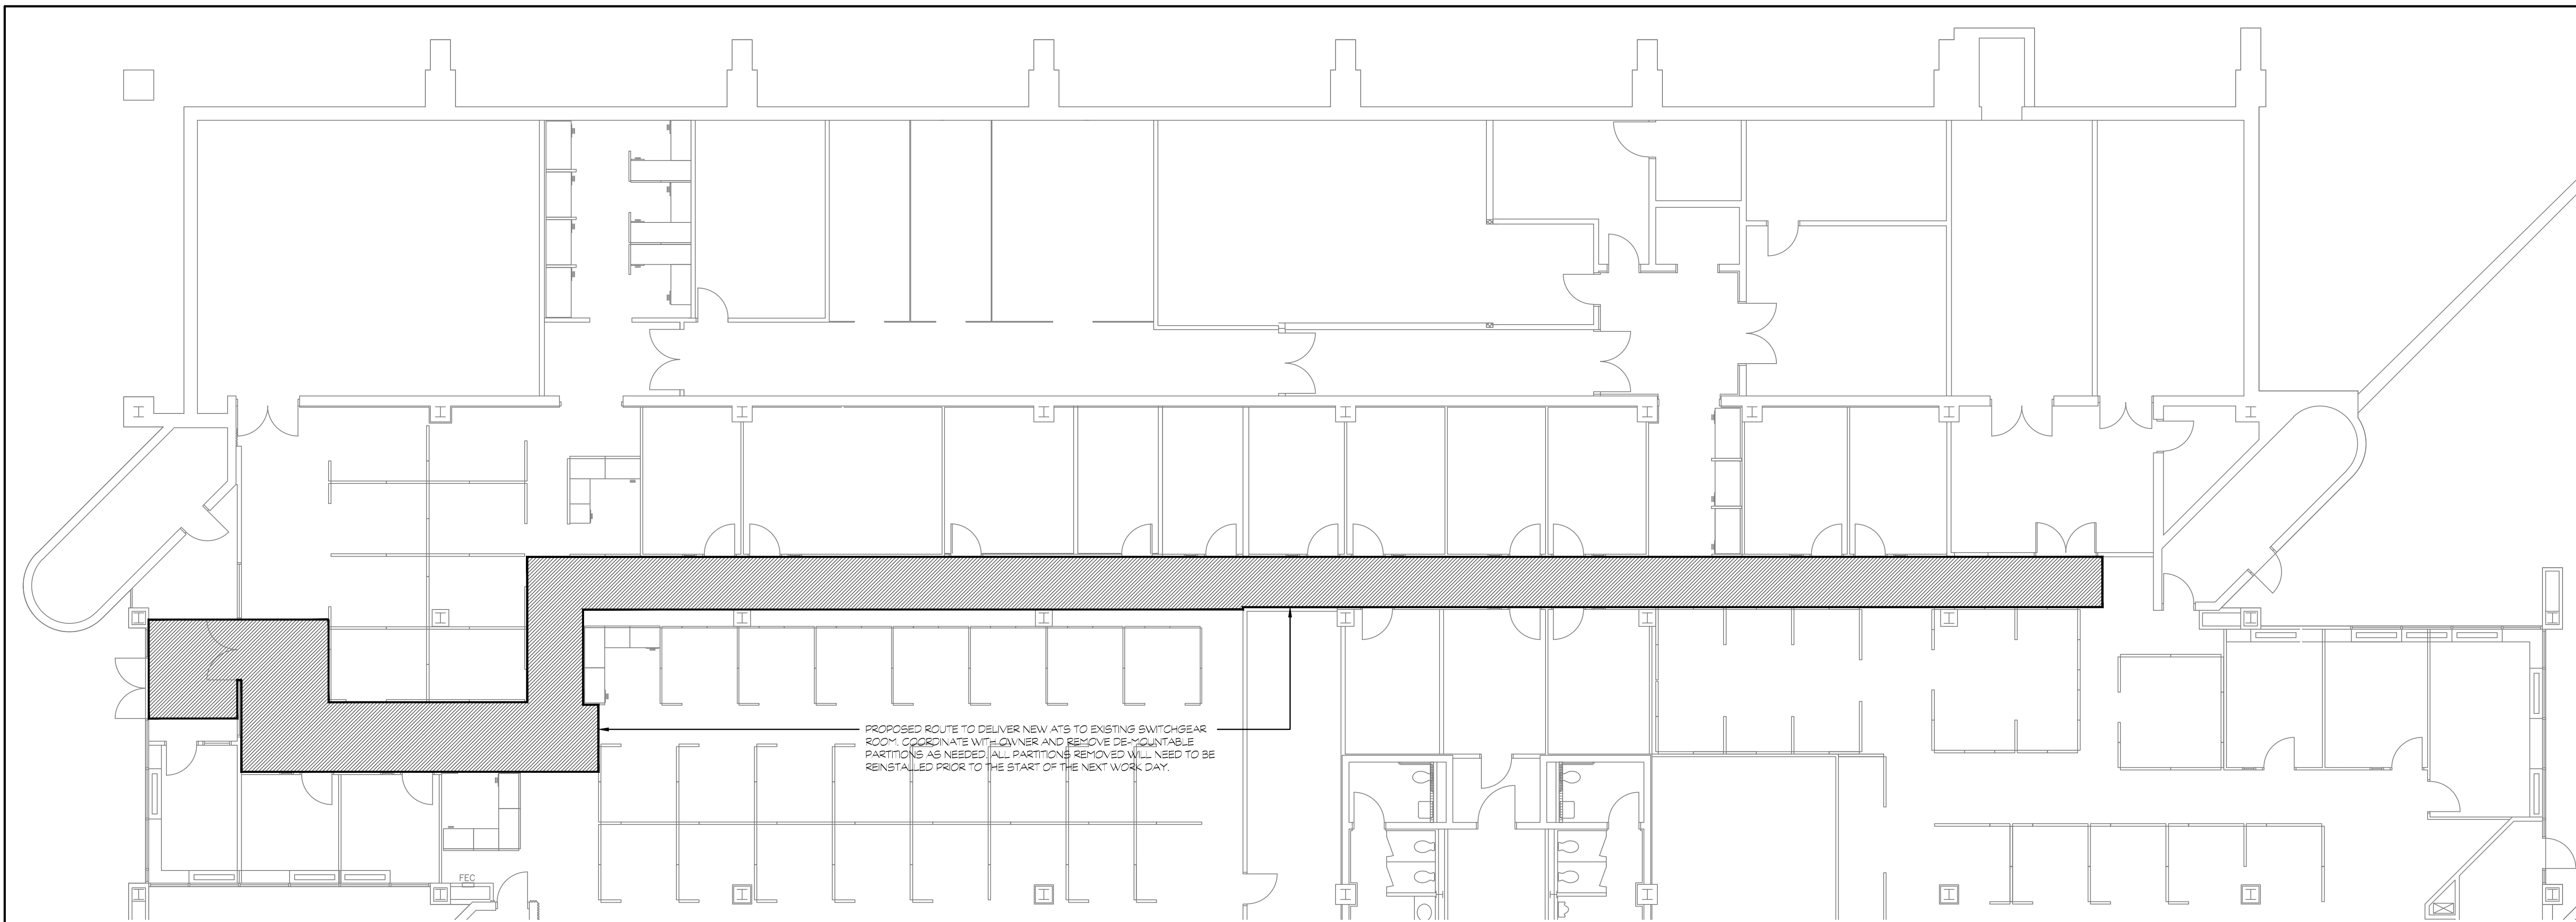 PROPOSED ROUTE TO DELIVER NEW ATS TO EXISTING SWITCHGEAR
ROOM. COORDINATE WITH OWNER AND REMOVE DE-MOUNTABLE
PARTITIONS AS NEEDED. ALL PARTITIONS REMOVED WILL NEED TO BE
REINSTALLED PRIOR TO THE START OF THE NEXT WORK DAY.
FEC